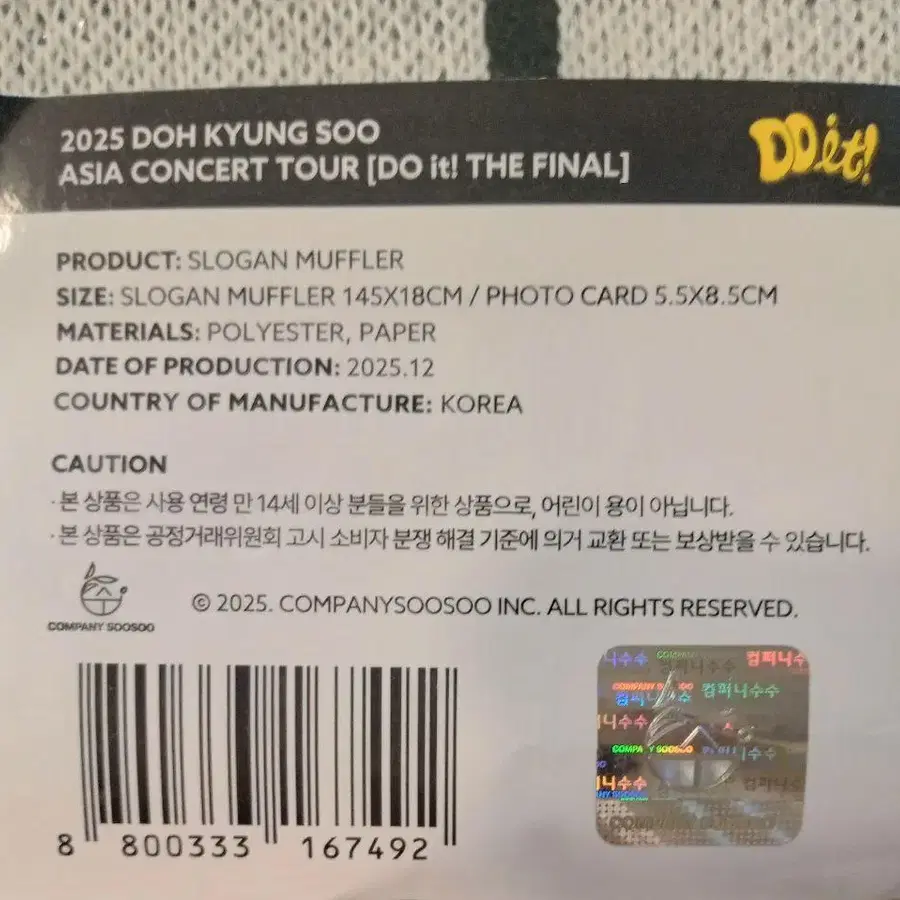 2025 DOH KYUNG SOO
ASIA CONCERT TOUR [DO it! THE FINAL]
DO it!
PRODUCT: SLOGAN MUFFLER
SIZE: SLOGAN MUFFLER 145X18CM / PHOTO CARD 5.5X8.5CM
MATERIALS: POLYESTER, PAPER
DATE OF PRODUCTION: 2025.12
COUNTRY OF MANUFACTURE: KOREA
CAUTION
· 본 상품은 사용 연령 만 14세 이상 분들을 위한 상품으로, 어린이 용이 아닙니다.
· 본 상품은 공정거래위원회 고시 소비자 분쟁 해결 기준에 의거 교환 또는 보상받을 수 있습니다.
COMPANY SOOSOO
© 2025. COMPANYSOOSOO INC. ALL RIGHTS RESERVED.
컴퍼니수수
8 800333 167492